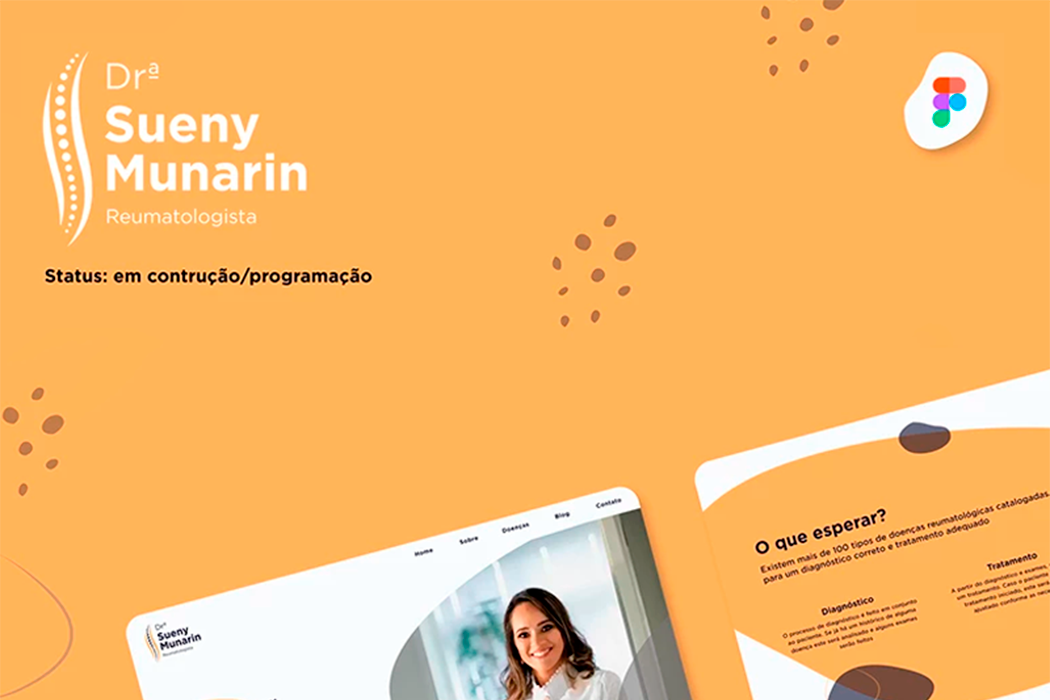 Drª
Sueny
Munarin
Reumatologista
Status: em contrução/programação
Home
Sobre
Doenças
Blog
Contato
Drª
Sueny
Munarin
Reumatologista
O que esperar?
Existem mais de 100 tipos de doenças reumatológicas catalogadas.
para um diagnóstico correto e tratamento adequado
Diagnóstico
O processo de diagnóstico é feito em conjunto
ao paciente. Se já há um histórico de alguma
doença este será analisado e alguns exames
serão feitos
Tratamento
A partir do diagnóstico e exames,
um tratamento. Caso o paciente
tratamento iniciado, este será
ajustado conforme as